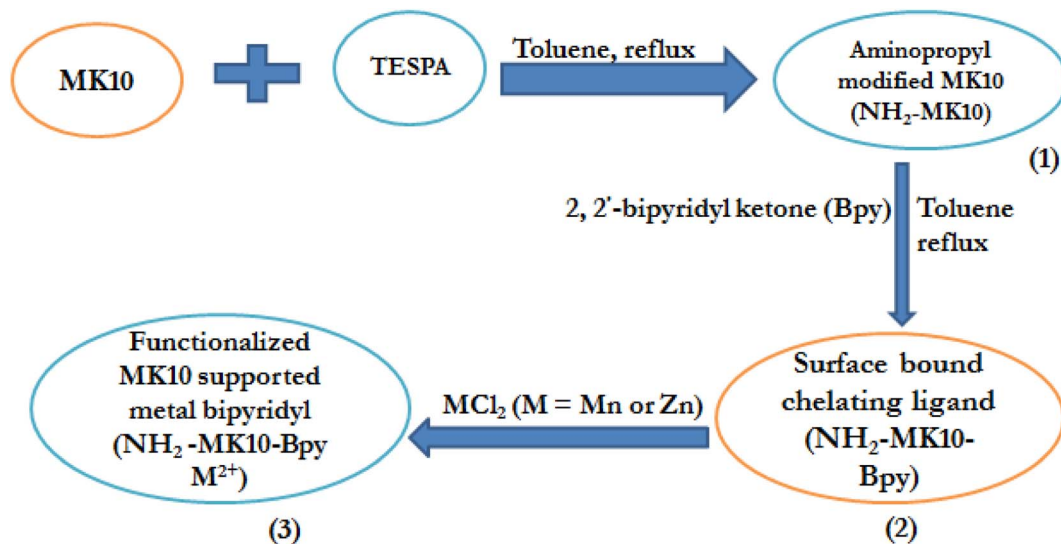 MK10
TESPA
Toluene, reflux
Aminopropyl
modified MK10
(NH₂-MK10)
(1)
2, 2'-bipyridyl ketone (Bpy)
Toluene
reflux
Surface bound
chelating ligand
(NH₂-MK10-
Bpy)
(2)
MCl₂ (M = Mn or Zn)
Functionalized
MK10 supported
metal bipyridyl
(NH₂ -MK10-Bpy
M²⁺)
(3)